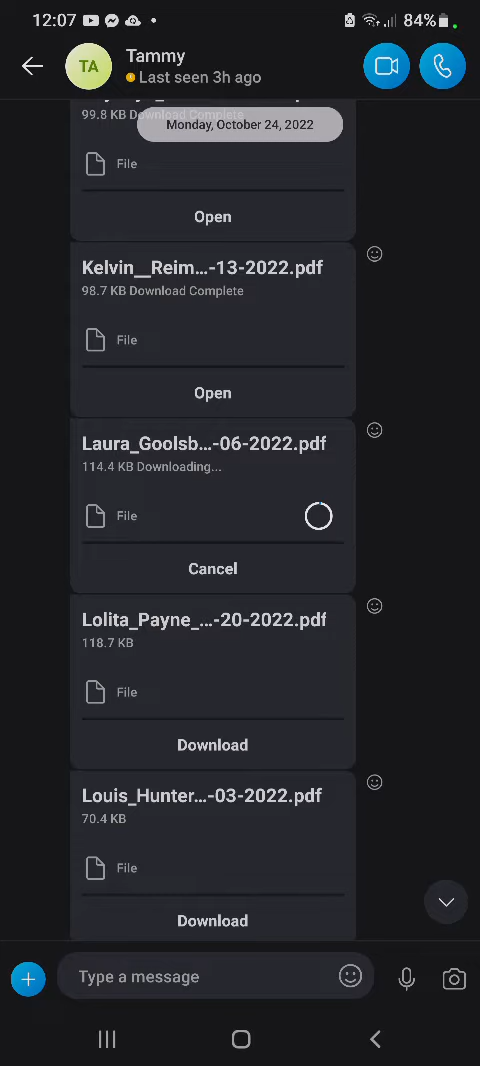 12:07
84%
TA
Tammy
Last seen 3h ago
99.8 KB Download Complete
Monday, October 24, 2022
File
Open
Kelvin__Reim...-13-2022.pdf
98.7 KB Download Complete
File
Open
Laura_Goolsb...-06-2022.pdf
114.4 KB Downloading...
File
Cancel
Lolita_Payne_...-20-2022.pdf
118.7 KB
File
Download
Louis_Hunter...-03-2022.pdf
70.4 KB
File
Download
Type a message